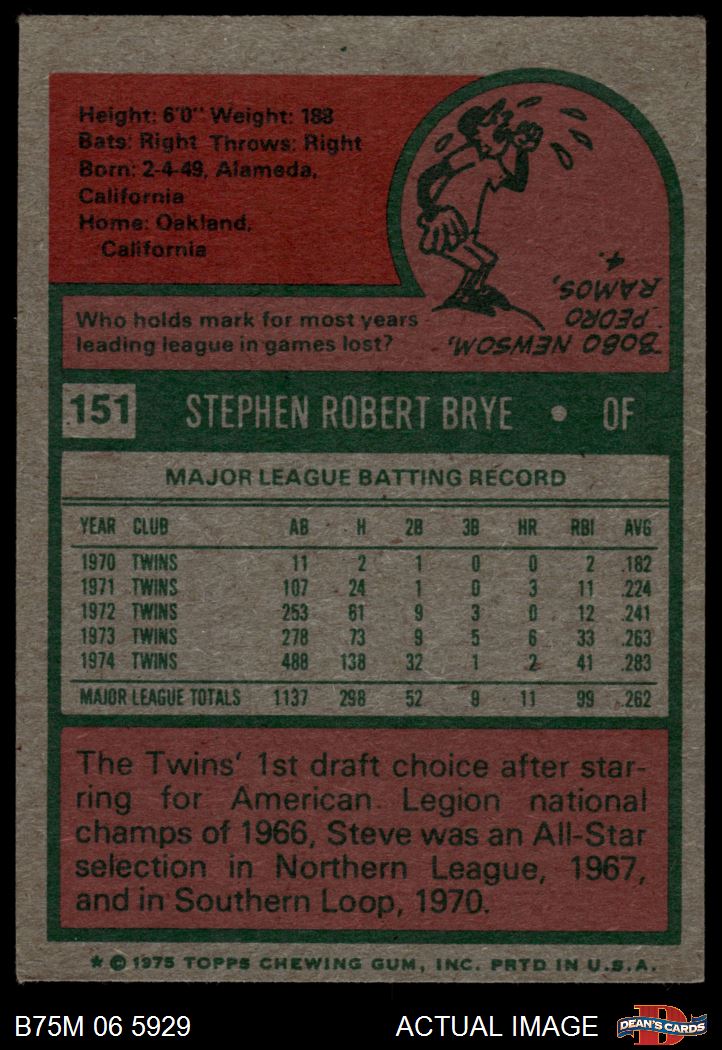 Height: 6'0" Weight: 188
Bats: Right Throws: Right
Born: 2-4-49, Alameda,
California
Home: Oakland,
California
Who holds mark for most years
leading league in games lost?
BOBO NEWSOM,
PEDRO
RAMOS,
4.
151 STEPHEN ROBERT BRYE • OF
MAJOR LEAGUE BATTING RECORD
YEAR CLUB AB H 2B 3B HR RBI AVG
1970 TWINS 11 2 1 0 0 2 .182
1971 TWINS 107 24 1 0 3 11 .224
1972 TWINS 253 61 9 3 0 12 .241
1973 TWINS 278 73 9 5 6 33 .263
1974 TWINS 488 138 32 1 2 41 .283
MAJOR LEAGUE TOTALS 1137 298 52 9 11 99 .262
The Twins' 1st draft choice after star-
ring for American Legion national
champs of 1966, Steve was an All-Star
selection in Northern League, 1967,
and in Southern Loop, 1970.
* © 1975 TOPPS CHEWING GUM, INC. PRTD IN U.S.A.
B75M 06 5929 ACTUAL IMAGE D DEAN'S CARDS